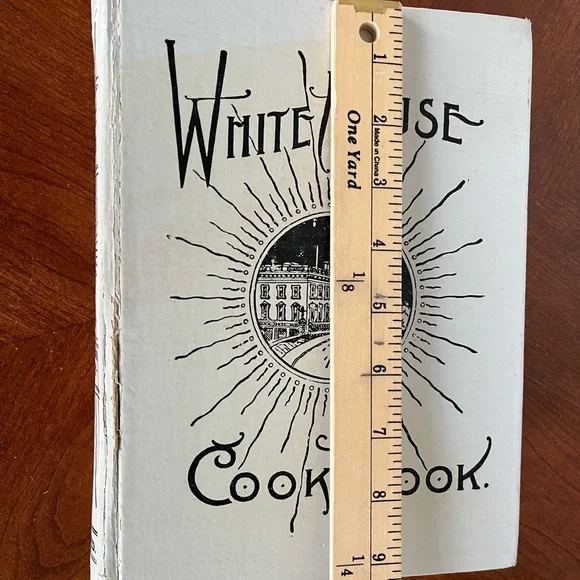 WHITE USE
COOK OOK.
One Yard
Made in China
1/8
1/4
1
2
3
4
5
6
7
8
9